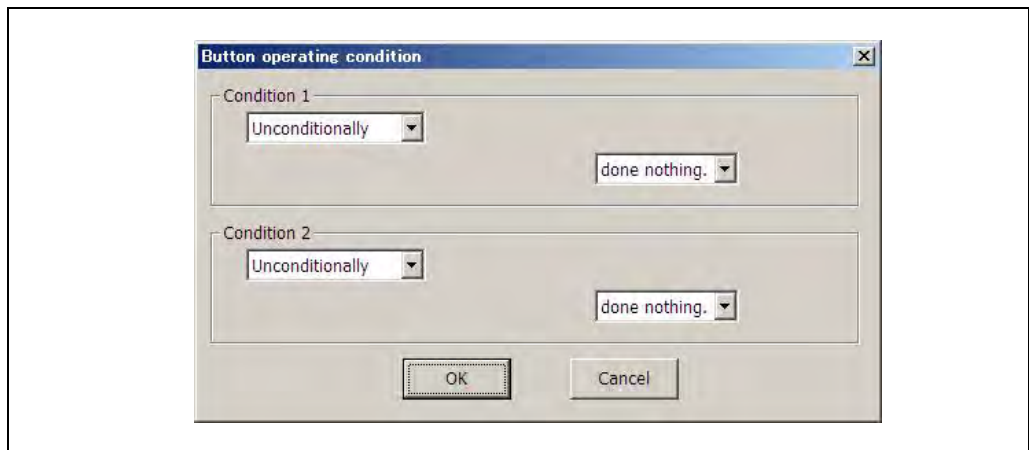 Button operating condition
Condition 1
Unconditionally
done nothing.
Condition 2
Unconditionally
done nothing.
OK Cancel